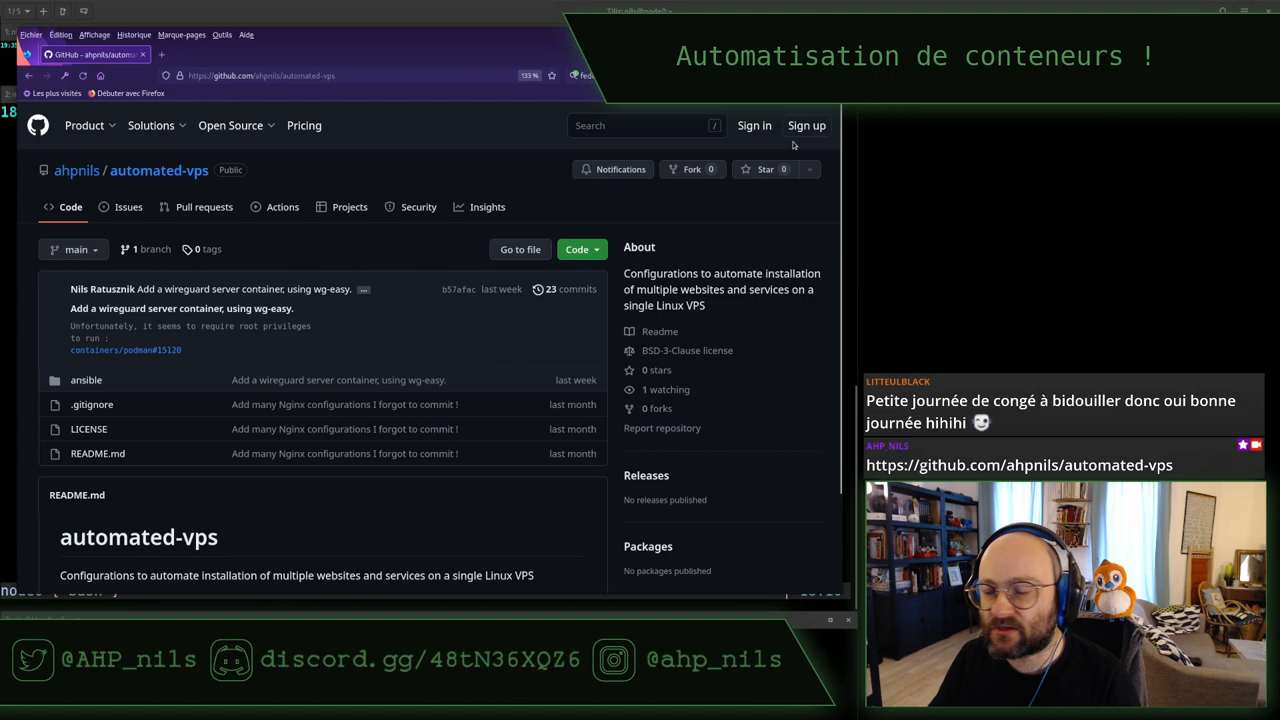 1/5
Tilix: nils@node0:~
Automatisation de conteneurs !
Fichier Édition Affichage Historique Marque-pages Outils Aide
GitHub - ahpnils/automa
https://github.com/ahpnils/automated-vps
133 %
Les plus visités Débuter avec Firefox
18
Product Solutions Open Source Pricing
Search /
Sign in Sign up
ahpnils / automated-vps Public
Notifications Fork 0 Star 0
Code Issues Pull requests Actions Projects Security Insights
main 1 branch 0 tags
Go to file Code
Nils Ratusznik Add a wireguard server container, using wg-easy. ...
b57afac last week 23 commits
Add a wireguard server container, using wg-easy.
Unfortunately, it seems to require root privileges
to run :
containers/podman#15120
ansible Add a wireguard server container, using wg-easy. last week
.gitignore Add many Nginx configurations I forgot to commit ! last month
LICENSE Add many Nginx configurations I forgot to commit ! last month
README.md Add many Nginx configurations I forgot to commit ! last month
README.md
automated-vps
Configurations to automate installation of multiple websites and services on a single Linux VPS
About
Configurations to automate installation
of multiple websites and services on a
single Linux VPS
Readme
BSD-3-Clause license
0 stars
1 watching
0 forks
Report repository
Releases
No releases published
Packages
No packages published
LITTEULBLACK
Petite journée de congé à bidouiller donc oui bonne
journée hihihi
AHP_NILS
https://github.com/ahpnils/automated-vps
@AHP_nils discord.gg/48tN36XQZ6 @ahp_nils